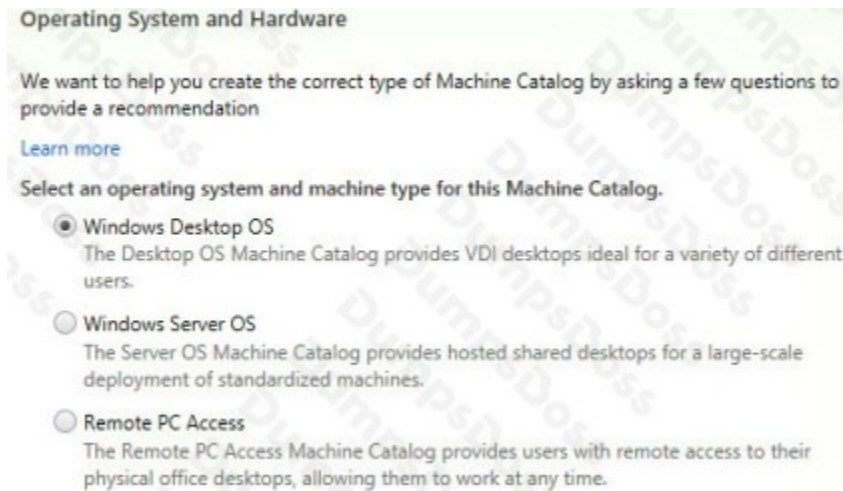 Operating System and Hardware
We want to help you create the correct type of Machine Catalog by asking a few questions to
provide a recommendation
Learn more
Select an operating system and machine type for this Machine Catalog.
Windows Desktop OS
The Desktop OS Machine Catalog provides VDI desktops ideal for a variety of different
users.
Windows Server OS
The Server OS Machine Catalog provides hosted shared desktops for a large-scale
deployment of standardized machines.
Remote PC Access
The Remote PC Access Machine Catalog provides users with remote access to their
physical office desktops, allowing them to work at any time.
DumpsDoss